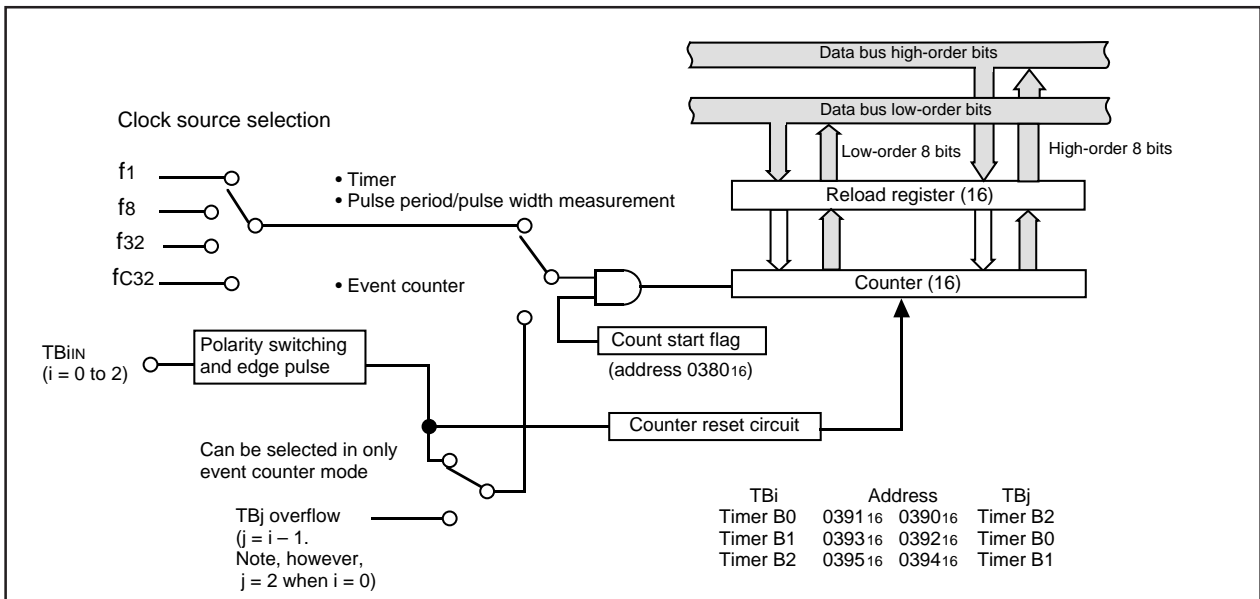 Data bus high-order bits
Data bus low-order bits
Clock source selection
Low-order 8 bits
High-order 8 bits
f1
• Timer
• Pulse period/pulse width measurement
Reload register (16)
f8
f32
fC32
• Event counter
Counter (16)
TBiIN
(i = 0 to 2)
Polarity switching
and edge pulse
Count start flag
(address 038016)
Counter reset circuit
Can be selected in only
event counter mode
TBj overflow
(j = i – 1.
Note, however,
j = 2 when i = 0)
TBi Address TBj
Timer B0 039116 039016 Timer B2
Timer B1 039316 039216 Timer B0
Timer B2 039516 039416 Timer B1